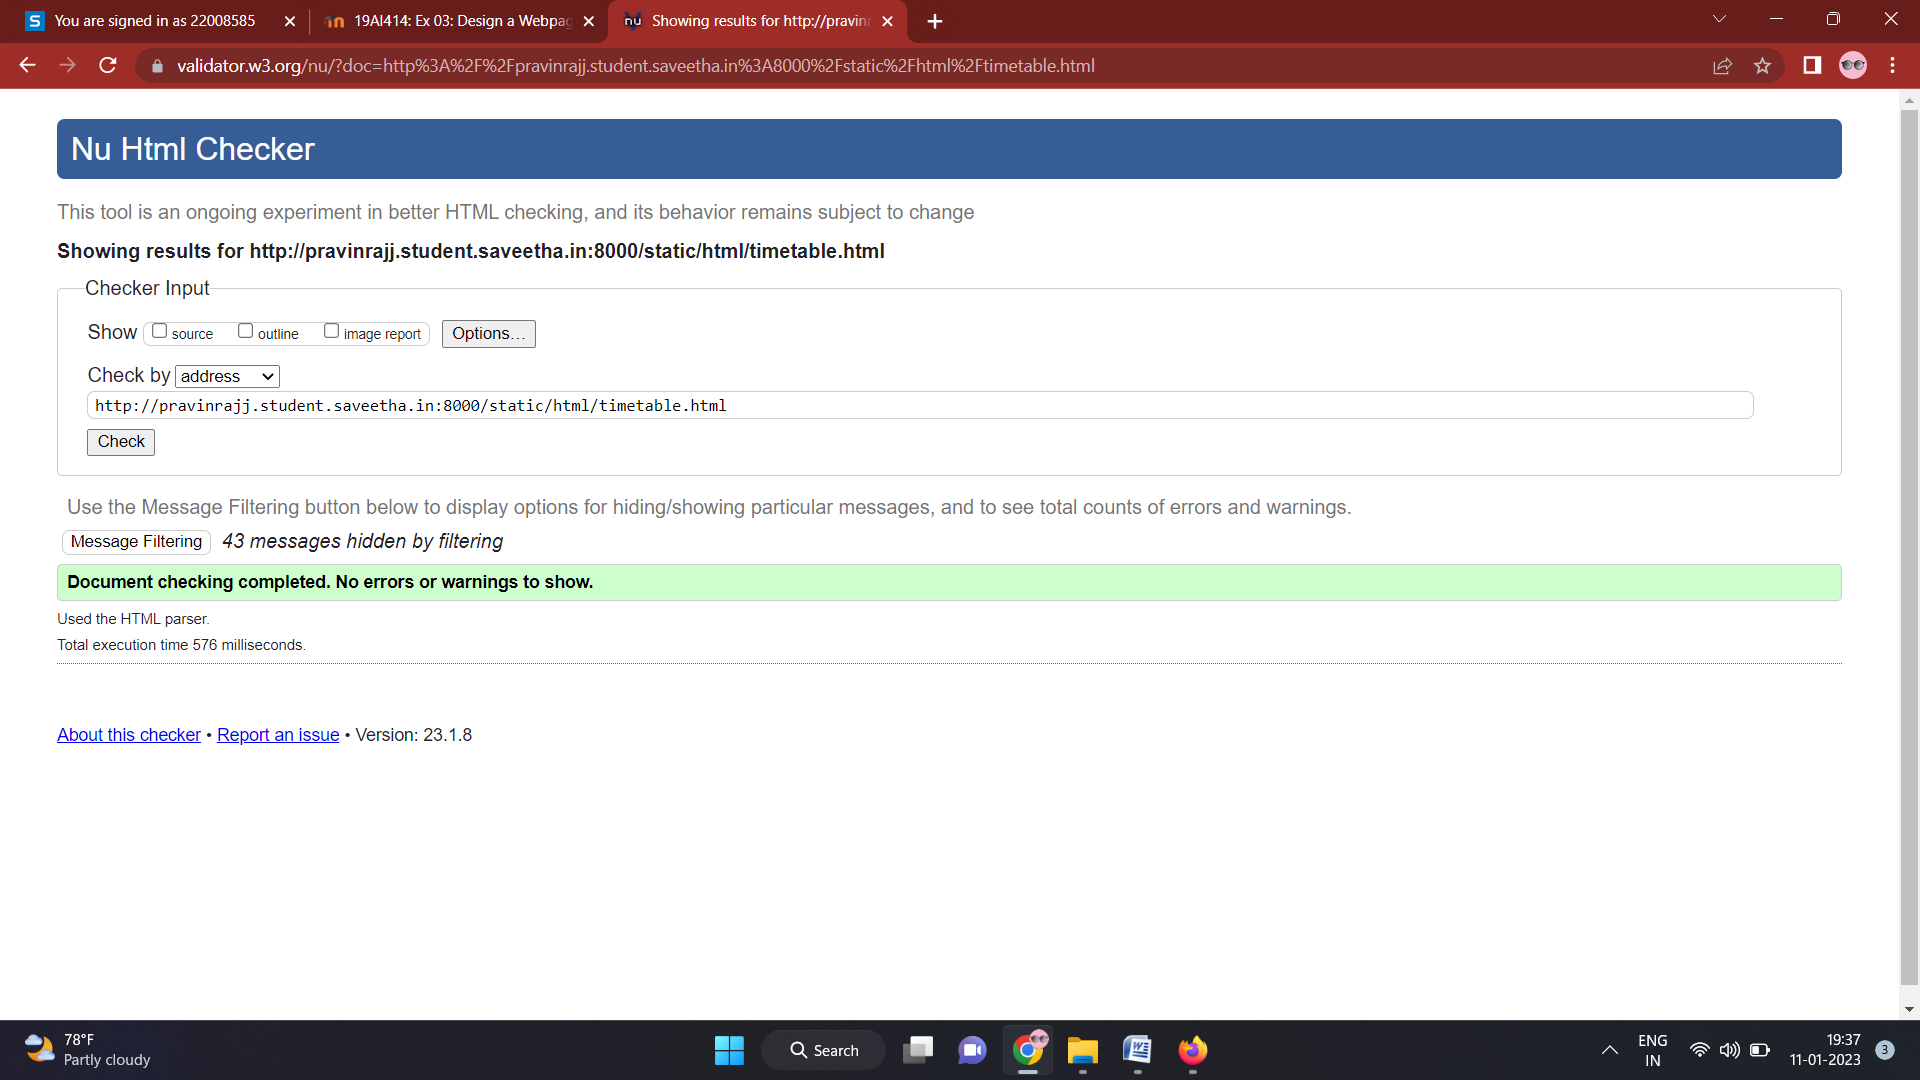 You are signed in as 22008585
19AI414: Ex 03: Design a Webpag
Showing results for http://pravinr
validator.w3.org/nu/?doc=http%3A%2F%2Fpravinrajj.student.saveetha.in%3A8000%2Fstatic%2Fhtml%2Ftimetable.html
Nu Html Checker
This tool is an ongoing experiment in better HTML checking, and its behavior remains subject to change
Showing results for http://pravinrajj.student.saveetha.in:8000/static/html/timetable.html
Checker Input
Show source outline image report Options...
Check by address
http://pravinrajj.student.saveetha.in:8000/static/html/timetable.html
Check
Use the Message Filtering button below to display options for hiding/showing particular messages, and to see total counts of errors and warnings.
Message Filtering 43 messages hidden by filtering
Document checking completed. No errors or warnings to show.
Used the HTML parser.
Total execution time 576 milliseconds.
About this checker • Report an issue • Version: 23.1.8
78°F
Partly cloudy
Search
ENG
IN
19:37
11-01-2023
3